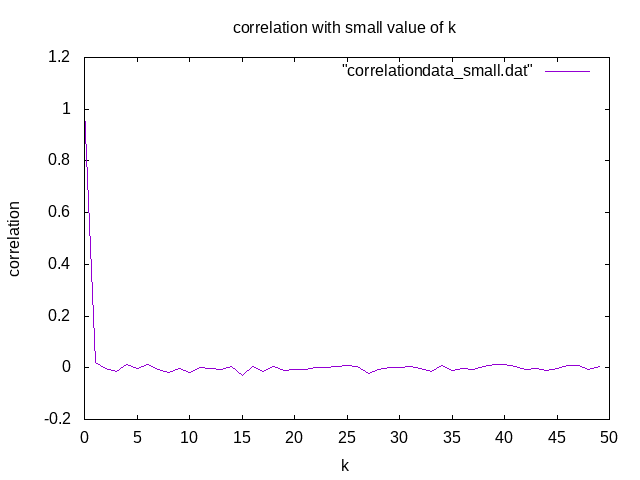 correlation with small value of k
"correlationdata_small.dat"
1.2
1
0.8
0.6
0.4
0.2
0
-0.2
correlation
0 5 10 15 20 25 30 35 40 45 50
k